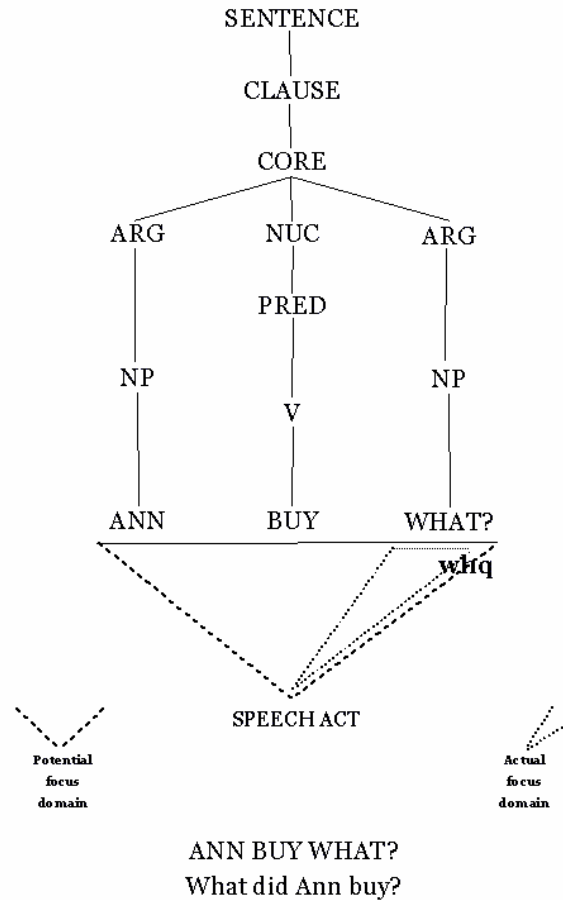 SENTENCE
CLAUSE
CORE
ARG NUC ARG
PRED
NP NP
V
ANN BUY WHAT?
whq
SPEECH ACT
Potential
focus
domain
Actual
focus
domain
ANN BUY WHAT?
What did Ann buy?